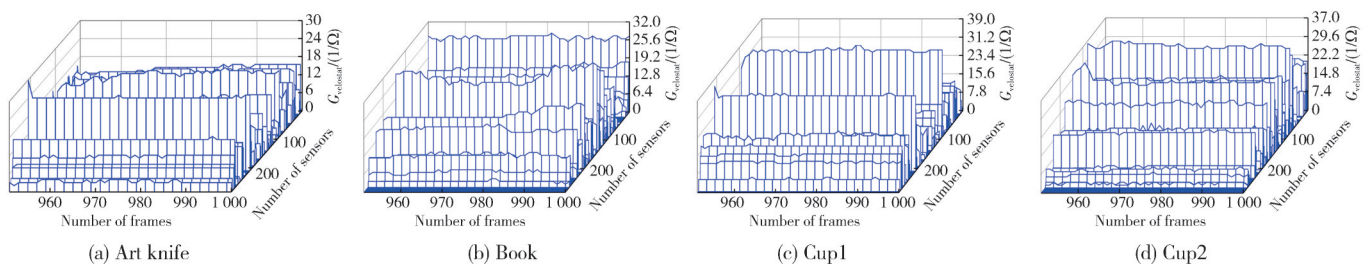 30
24
18
12
6
0
G_velostat/(1/Ω)
100
200
Number of sensors
960 970 980 990 1 000
Number of frames
(a) Art knife
32.0
25.6
19.2
12.8
6.4
0
G_velostat/(1/Ω)
100
200
Number of sensors
960 970 980 990 1 000
Number of frames
(b) Book
39.0
31.2
23.4
15.6
7.8
0
G_velostat/(1/Ω)
100
200
Number of sensors
960 970 980 990 1 000
Number of frames
(c) Cup1
37.0
29.6
22.2
14.8
7.4
0
G_velostat/(1/Ω)
100
200
Number of sensors
960 970 980 990 1 000
Number of frames
(d) Cup2